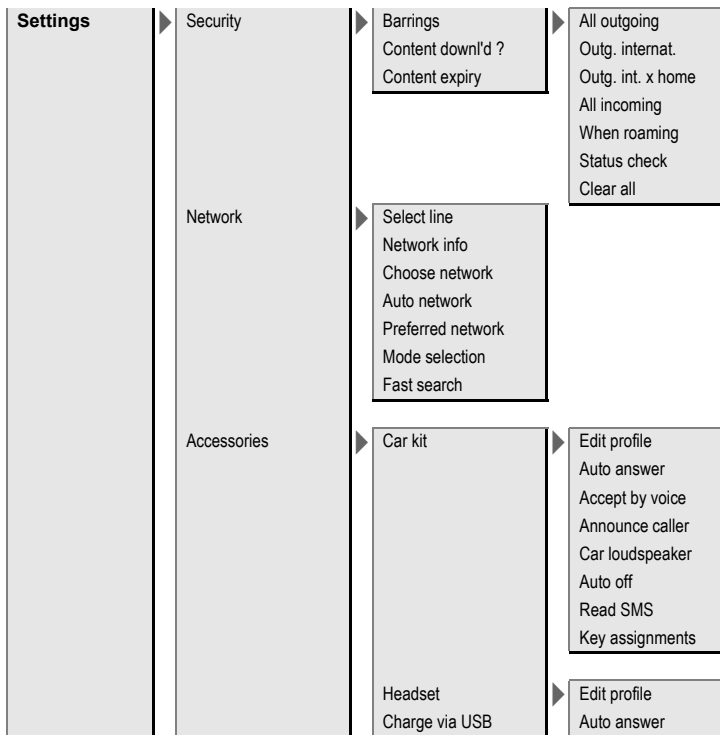 Settings
Security
Barrings
All outgoing
Content downl'd ?
Outg. internat.
Content expiry
Outg. int. x home
All incoming
When roaming
Status check
Clear all
Network
Select line
Network info
Choose network
Auto network
Preferred network
Mode selection
Fast search
Accessories
Car kit
Edit profile
Auto answer
Accept by voice
Announce caller
Car loudspeaker
Auto off
Read SMS
Key assignments
Headset
Edit profile
Charge via USB
Auto answer